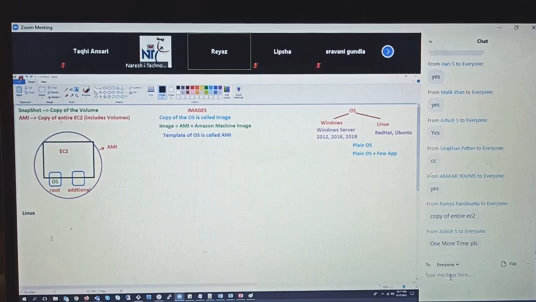 Zoom Meeting
Taqhi Ansari
Naresh i Techno...
Reyaz
Lipsha
sravani gundla
SnapShot --> Copy of the Volume
AMI --> Copy of entire EC2 (includes Volumes)
IMAGES
Copy of the OS is called Image
Image = AMI = Amazon Machine Image
Template of OS is called AMI
OS
Windows
Linux
Windows Server
2012, 2016, 2019
RedHat, Ubuntu
Plain OS
Plain OS + Few App
EC2
AMI
OS
root
addtional
Linux
Chat
From Hari S to Everyone:
yes
From Malik khan to Everyone:
yes
From Ashish S to Everyone:
Yes
From Sirajkhan Pattan to Everyone:
cc
From ABRAR YOUNUS to Everyone:
yes
From Ramya Pandikunta to Everyone:
copy of entire ec2
From Ashish S to Everyone:
One More Time pls
To: Everyone
File
Type message here...